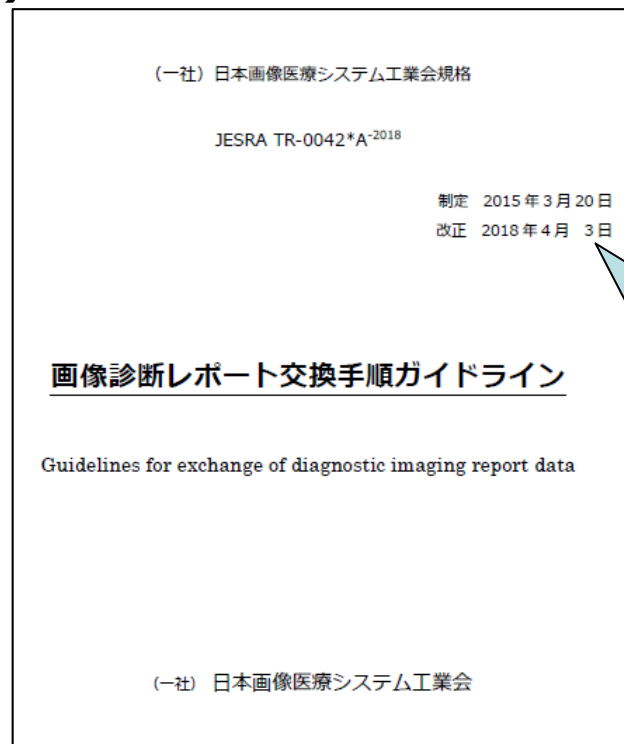 (一社) 日本画像医療システム工業会規格
JESRA TR-0042*A-2018
制定 2015年3月20日
改正 2018年4月 3日
画像診断レポート交換手順ガイドライン
Guidelines for exchange of diagnostic imaging report data
(一社) 日本画像医療システム工業会